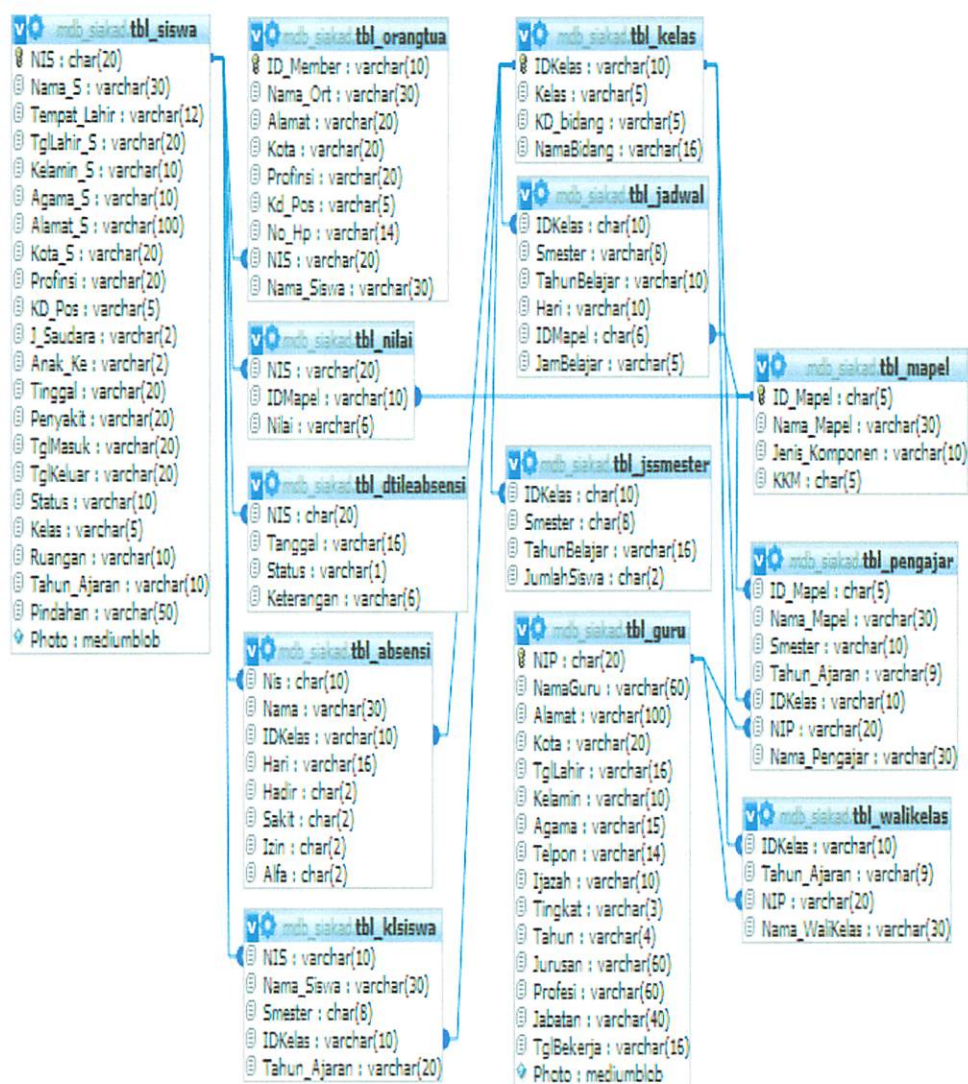 mdb_siakad.tbl_siswa
NIS : char(20)
Nama_S : varchar(30)
Tempat_Lahir : varchar(12)
TglLahir_S : varchar(20)
Kelamin_S : varchar(10)
Agama_S : varchar(10)
Alamat_S : varchar(100)
Kota_S : varchar(20)
Profinsi : varchar(20)
KD_Pos : varchar(5)
J_Saudara : varchar(2)
Anak_Ke : varchar(2)
Tinggal : varchar(20)
Penyakit : varchar(20)
TglMasuk : varchar(20)
TglKeluar : varchar(20)
Status : varchar(10)
Kelas : varchar(5)
Ruangan : varchar(10)
Tahun_Ajaran : varchar(10)
Pindahan : varchar(50)
Photo : mediumblob
mdb_siakad.tbl_orangtua
ID_Member : varchar(10)
Nama_Ort : varchar(30)
Alamat : varchar(20)
Kota : varchar(20)
Profinsi : varchar(20)
Kd_Pos : varchar(5)
No_Hp : varchar(14)
NIS : varchar(20)
Nama_Siswa : varchar(30)
mdb_siakad.tbl_nilai
NIS : varchar(20)
IDMapel : varchar(10)
Nilai : varchar(6)
mdb_siakad.tbl_dtileabsensi
NIS : char(20)
Tanggal : varchar(16)
Status : varchar(1)
Keterangan : varchar(6)
mdb_siakad.tbl_absensi
Nis : char(10)
Nama : varchar(30)
IDKelas : varchar(10)
Hari : varchar(16)
Hadir : char(2)
Sakit : char(2)
Izin : char(2)
Alfa : char(2)
mdb_siakad.tbl_klsiswa
NIS : varchar(10)
Nama_Siswa : varchar(30)
Smester : char(8)
IDKelas : varchar(10)
Tahun_Ajaran : varchar(20)
mdb_siakad.tbl_kelas
IDKelas : varchar(10)
Kelas : varchar(5)
KD_bidang : varchar(5)
NamaBidang : varchar(16)
mdb_siakad.tbl_jadwal
IDKelas : char(10)
Smester : varchar(8)
TahunBelajar : varchar(10)
Hari : varchar(10)
IDMapel : char(6)
JamBelajar : varchar(5)
mdb_siakad.tbl_jssmester
IDKelas : char(10)
Smester : char(8)
TahunBelajar : varchar(16)
JumlahSiswa : char(2)
mdb_siakad.tbl_guru
NIP : char(20)
NamaGuru : varchar(60)
Alamat : varchar(100)
Kota : varchar(20)
TglLahir : varchar(16)
Kelamin : varchar(10)
Agama : varchar(15)
Telpon : varchar(14)
Ijazah : varchar(10)
Tingkat : varchar(3)
Tahun : varchar(4)
Jurusan : varchar(60)
Profesi : varchar(60)
Jabatan : varchar(40)
TglBekerja : varchar(16)
Photo : mediumblob
mdb_siakad.tbl_mapel
ID_Mapel : char(5)
Nama_Mapel : varchar(30)
Jenis_Komponen : varchar(10)
KKM : char(5)
mdb_siakad.tbl_pengajar
ID_Mapel : char(5)
Nama_Mapel : varchar(30)
Smester : varchar(10)
Tahun_Ajaran : varchar(9)
IDKelas : varchar(10)
NIP : varchar(20)
Nama_Pengajar : varchar(30)
mdb_siakad.tbl_walikelas
IDKelas : varchar(10)
Tahun_Ajaran : varchar(9)
NIP : varchar(20)
Nama_WaliKelas : varchar(30)